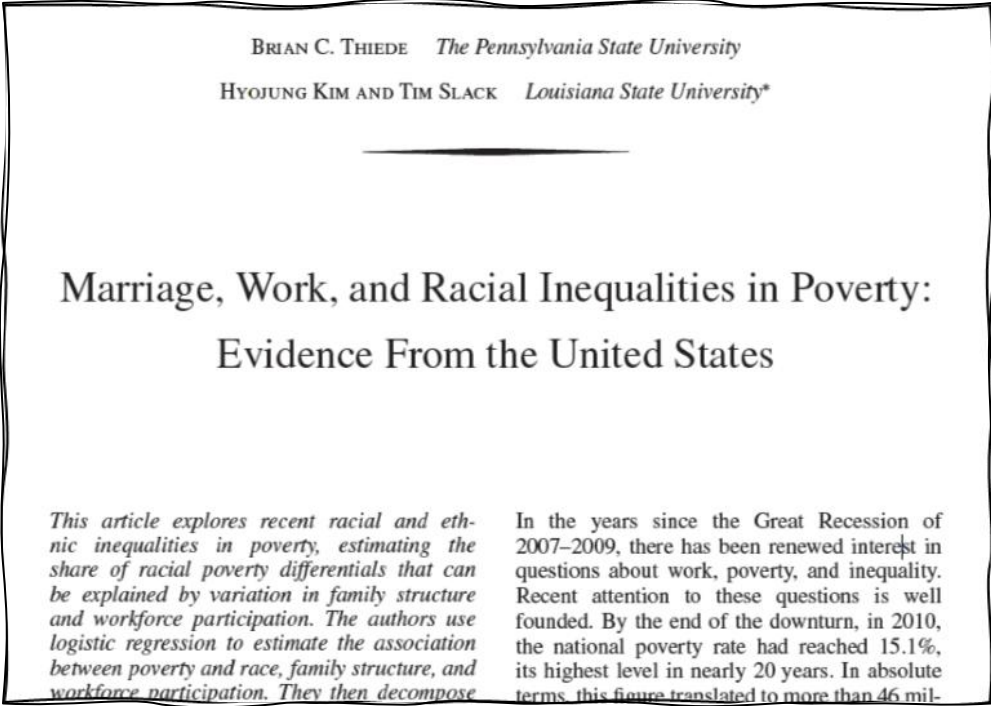 BRIAN C. THIEDE The Pennsylvania State University
HYOJUNG KIM AND TIM SLACK Louisiana State University*
Marriage, Work, and Racial Inequalities in Poverty:
Evidence From the United States
This article explores recent racial and eth-
nic inequalities in poverty, estimating the
share of racial poverty differentials that can
be explained by variation in family structure
and workforce participation. The authors use
logistic regression to estimate the association
between poverty and race, family structure, and
workforce participation. They then decompose
In the years since the Great Recession of
2007–2009, there has been renewed interest in
questions about work, poverty, and inequality.
Recent attention to these questions is well
founded. By the end of the downturn, in 2010,
the national poverty rate had reached 15.1%,
its highest level in nearly 20 years. In absolute
terms, this figure translated to more than 46 mil-